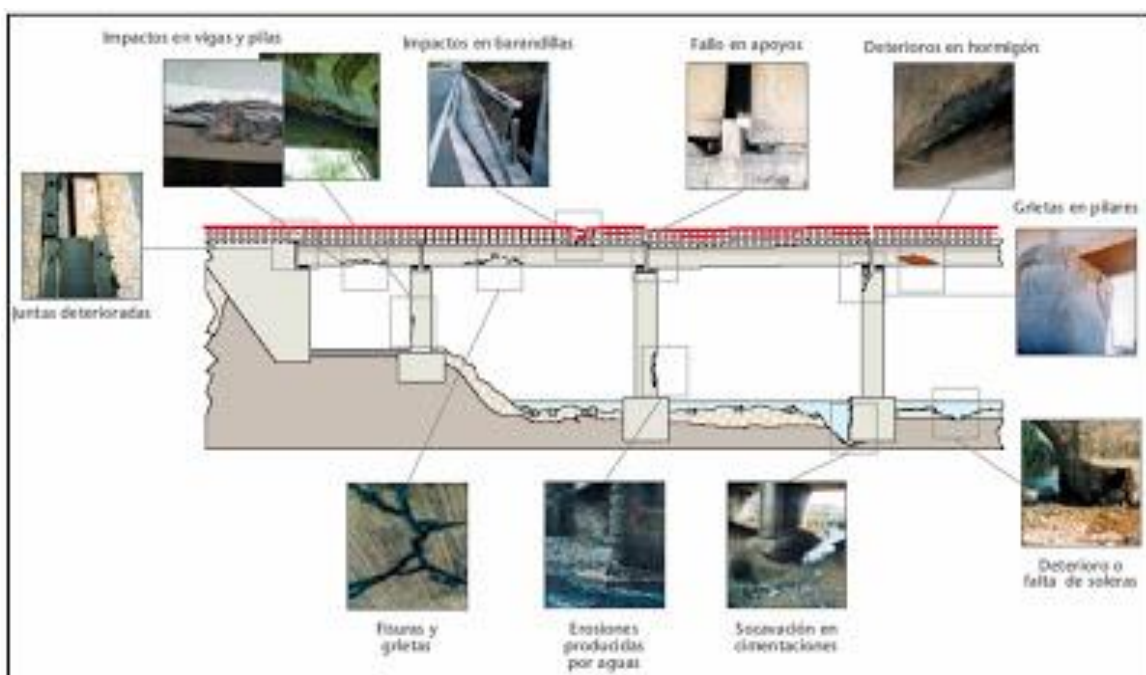 Impactos en vigas y pilas
Impactos en barandillas
Fallo en apoyos
Deterioros en hormigón
Grietas en pilares
Juntas deterioradas
Fisuras y
grietas
Erosiones
producidas
por aguas
Socavación en
cimentaciones
Deterioro o
falta de soleras